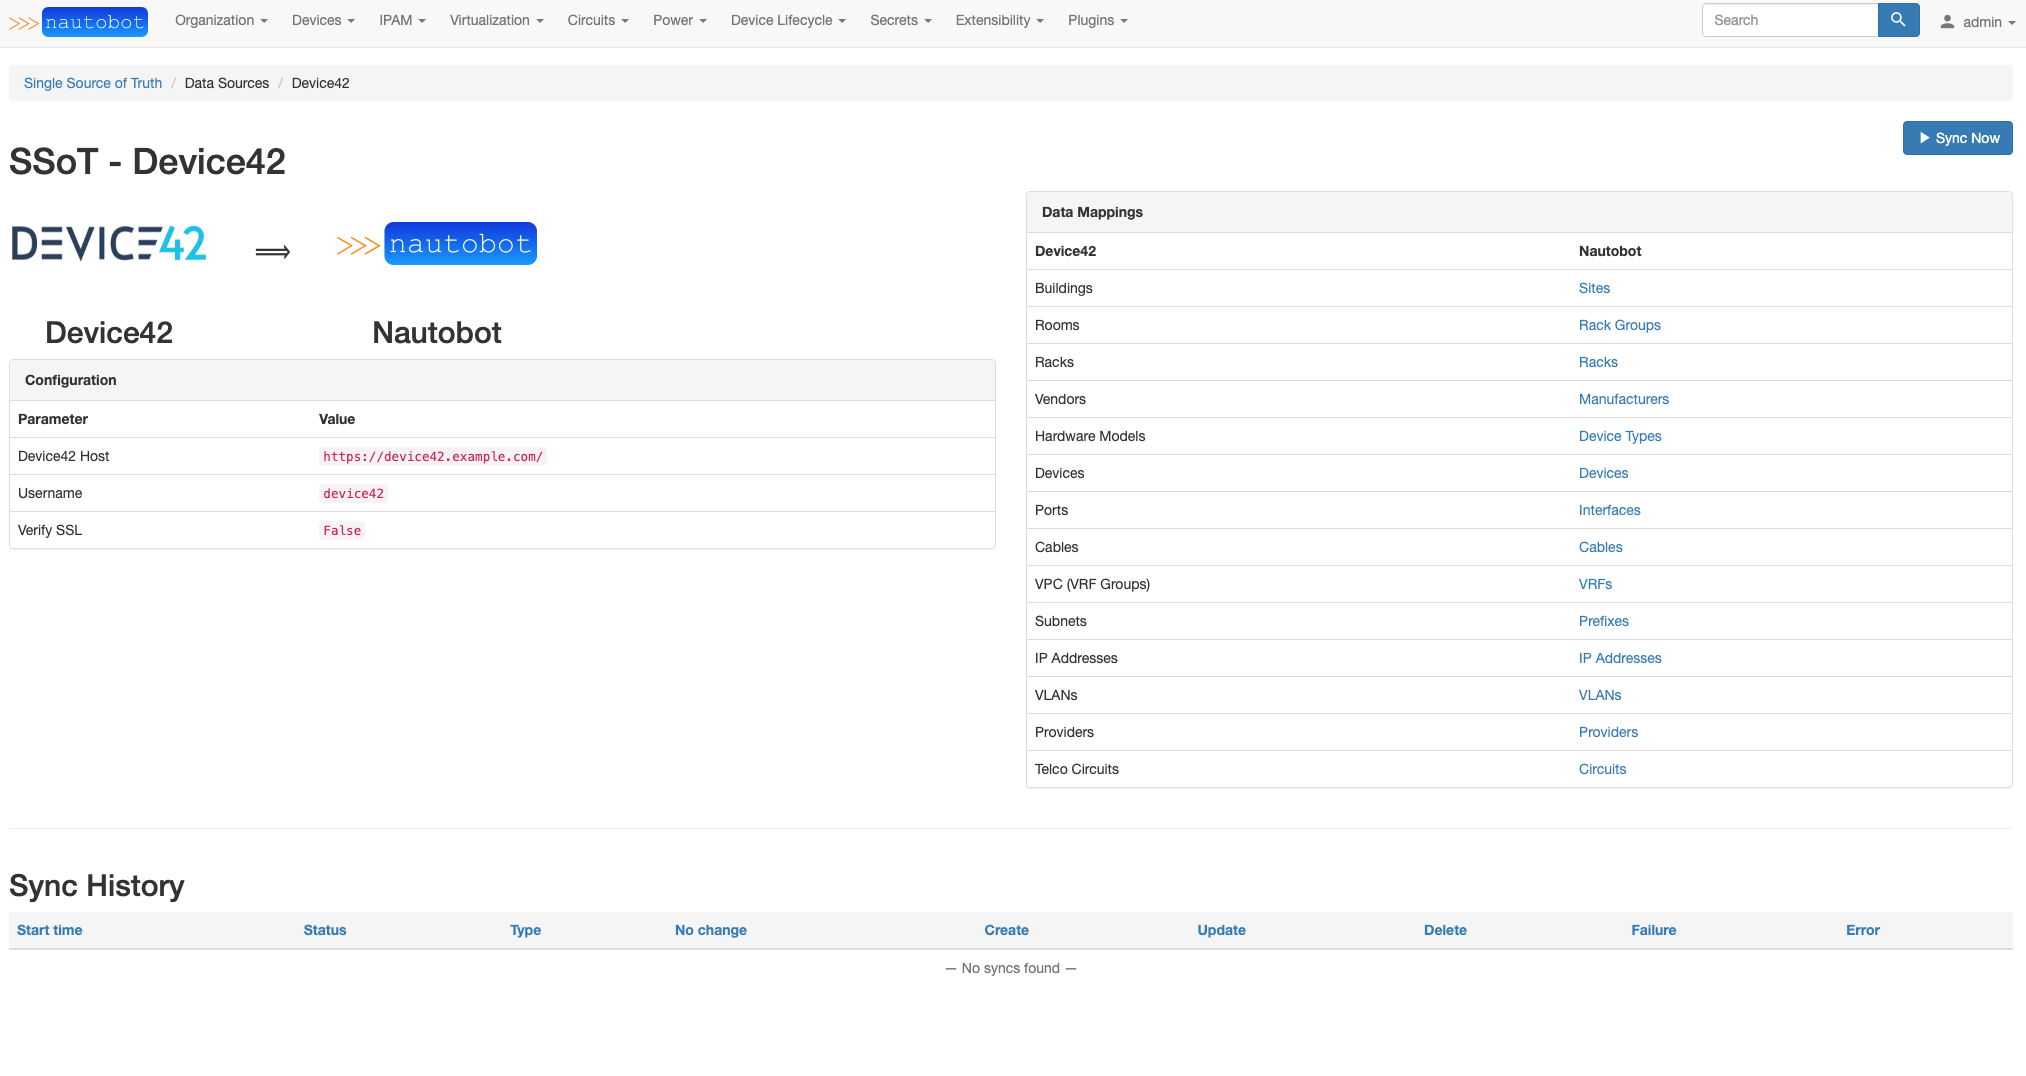 >>> nautobot Organization Devices IPAM Virtualization Circuits Power Device Lifecycle Secrets Extensibility Plugins Search admin
Single Source of Truth / Data Sources / Device42
Sync Now
SSoT - Device42
DEVICE42 ⟹ >>> nautobot
Device42 Nautobot
Configuration
Parameter Value
Device42 Host https://device42.example.com/
Username device42
Verify SSL False
Data Mappings
Device42 Nautobot
Buildings Sites
Rooms Rack Groups
Racks Racks
Vendors Manufacturers
Hardware Models Device Types
Devices Devices
Ports Interfaces
Cables Cables
VPC (VRF Groups) VRFs
Subnets Prefixes
IP Addresses IP Addresses
VLANs VLANs
Providers Providers
Telco Circuits Circuits
Sync History
Start time Status Type No change Create Update Delete Failure Error
— No syncs found —